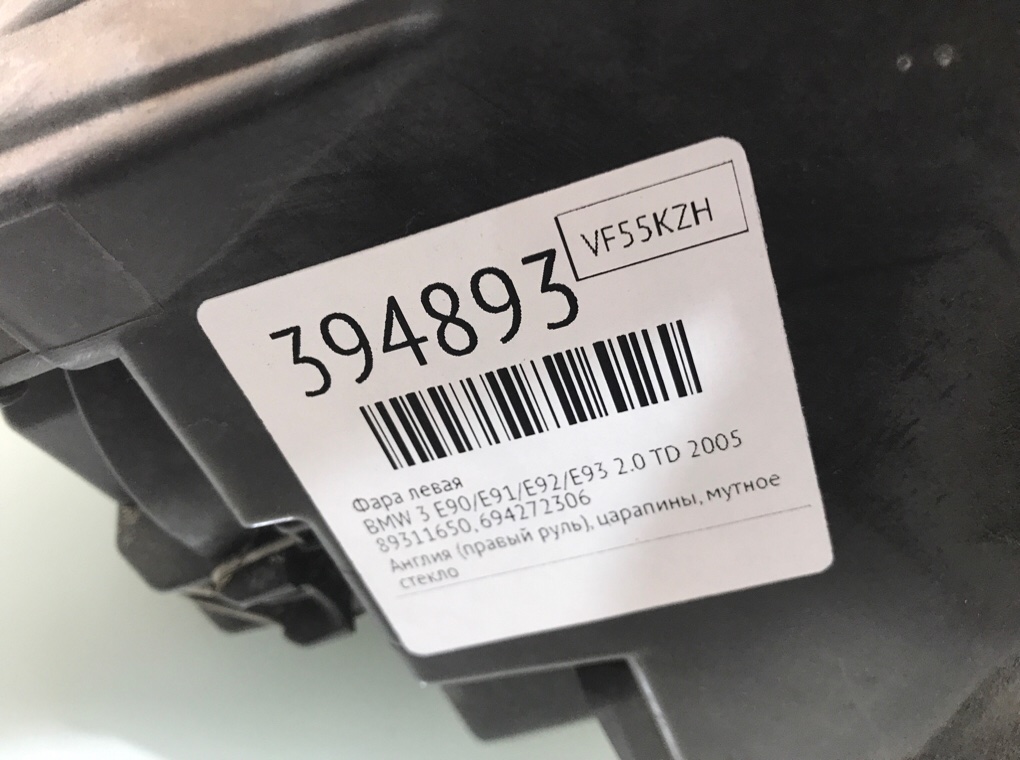 VF55KZH
394893
Фара левая
BMW 3 E90/E91/E92/E93 2.0 TD 2005
89311650,694272306
Англия (правый руль), царапины, мутное
стекло